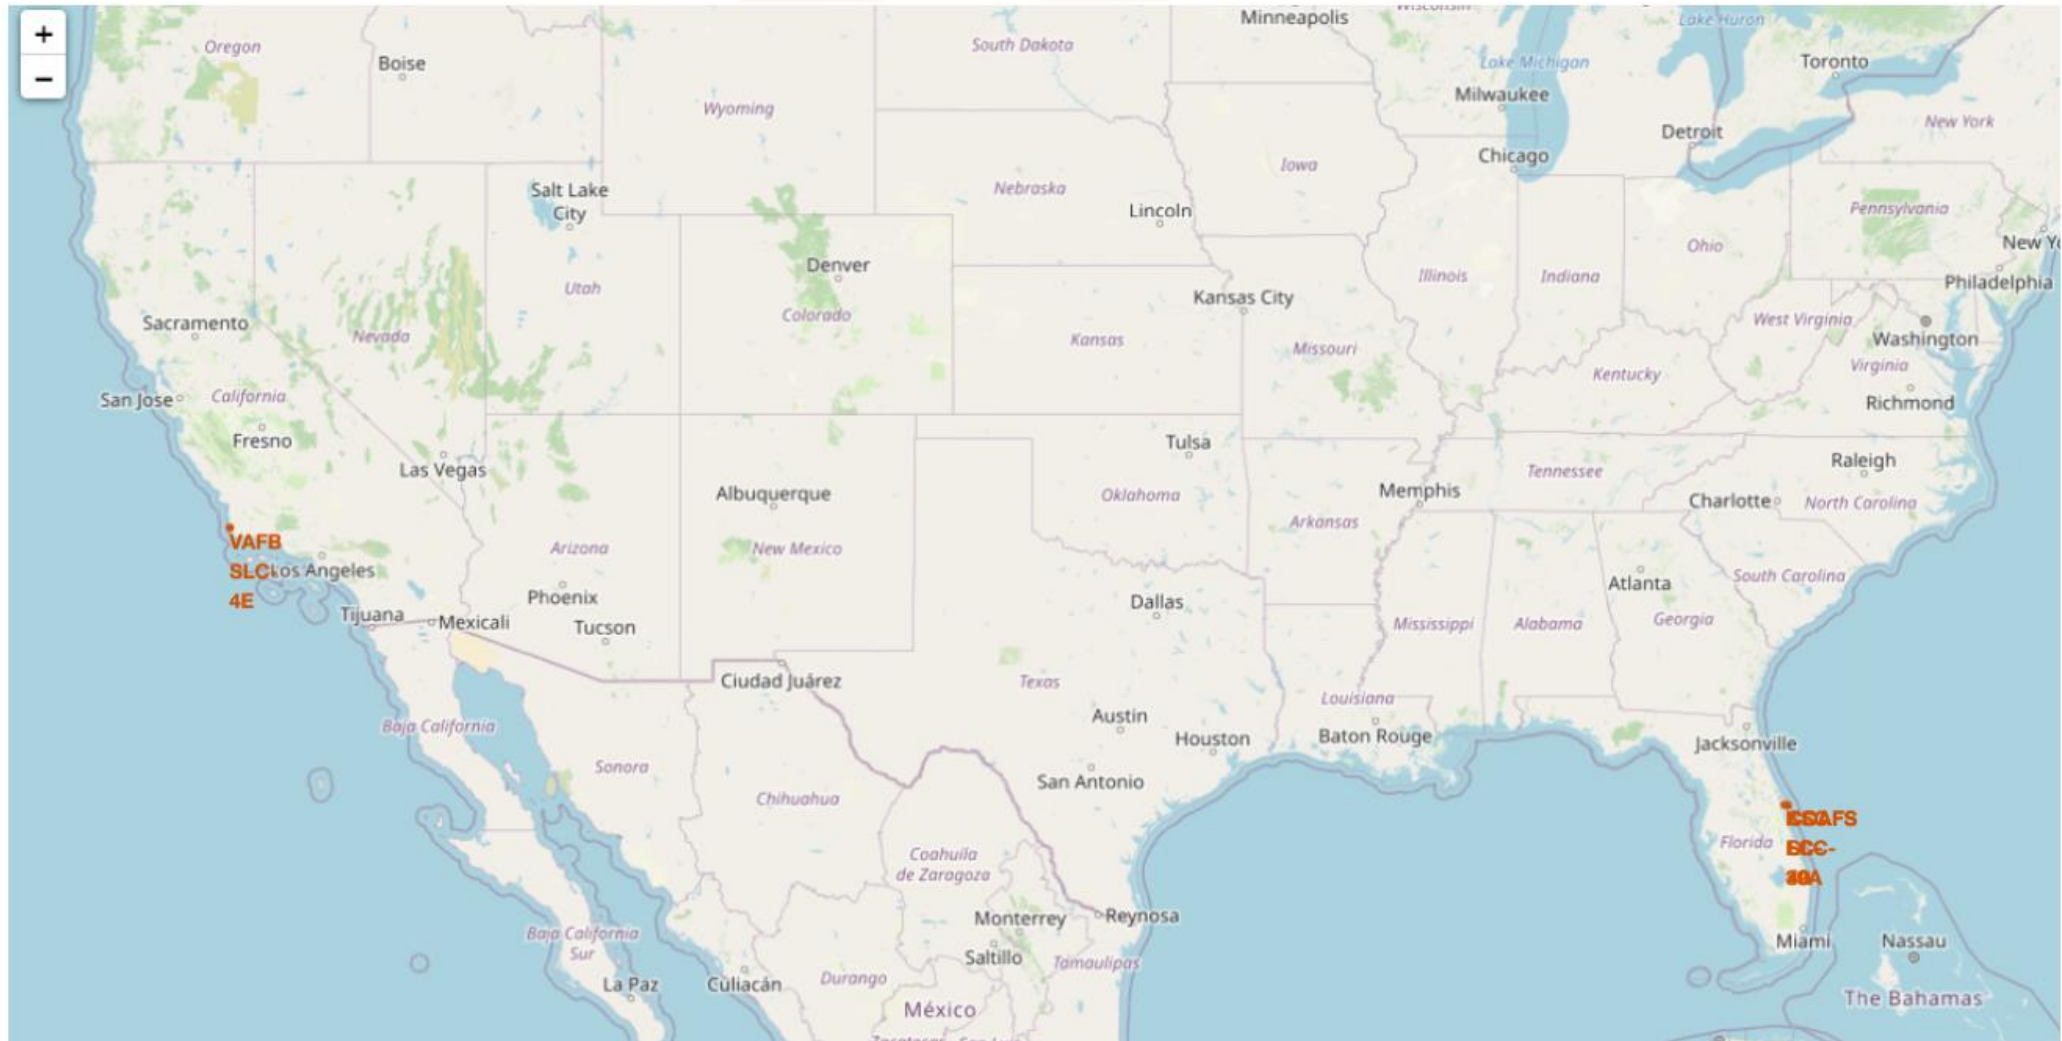 +
−
Oregon
Boise
South Dakota
Minneapolis
Wisconsin
Lake Huron
Lake Michigan
Toronto
Wyoming
Milwaukee
Detroit
New York
Chicago
Iowa
Salt Lake
City
Nebraska
Lincoln
Pennsylvania
Ohio
New Yo
Denver
Utah
Colorado
Illinois
Indiana
Philadelphia
Kansas City
Sacramento
Nevada
Kansas
Missouri
West Virginia
Washington
Virginia
Kentucky
San Jose
California
Richmond
Fresno
Las Vegas
Tulsa
Tennessee
Raleigh
Albuquerque
Oklahoma
Memphis
Charlotte
North Carolina
Arkansas
VAFB
SLC-
4E
Los Angeles
Arizona
New Mexico
Phoenix
Dallas
Atlanta
South Carolina
Tijuana
Mexicali
Tucson
Mississippi
Alabama
Georgia
Ciudad Juárez
Texas
Louisiana
Baja California
Austin
Houston
Baton Rouge
Jacksonville
Sonora
San Antonio
Chihuahua
Florida
Coahuila
de Zaragoza
Monterrey
Reynosa
Baja California
Sur
Saltillo
Tamaulipas
Miami
Nassau
La Paz
Culiacán
Durango
México
The Bahamas
Zacatecas
San Luis